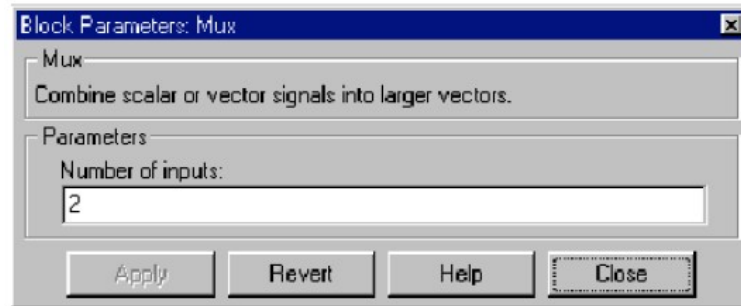 Block Parameters: Mux
Mux
Combine scalar or vector signals into larger vectors.
Parameters
Number of inputs:
2
Apply Revert Help Close